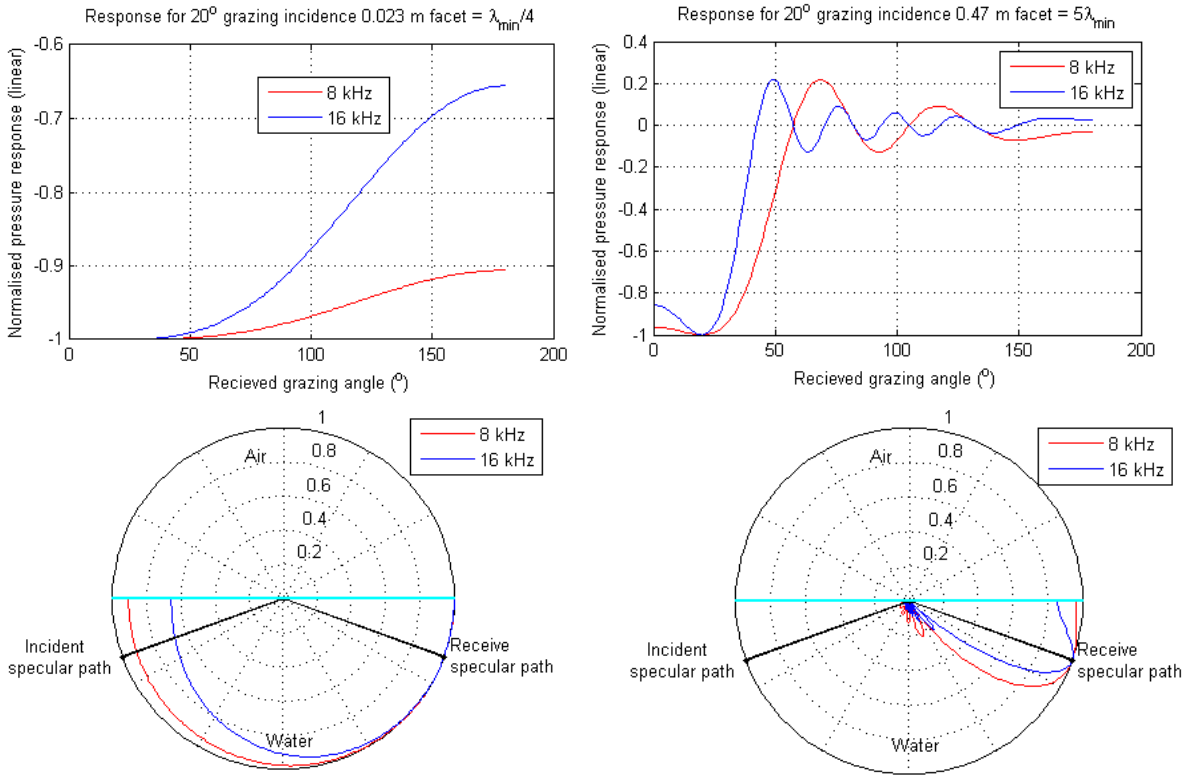 Response for 20° grazing incidence 0.023 m facet = λmin/4
Normalised pressure response (linear)
-0.6
-0.7
-0.8
-0.9
-1
8 kHz
16 kHz
0
50
100
150
200
Recieved grazing angle (°)
Response for 20° grazing incidence 0.47 m facet = 5λmin
Normalised pressure response (linear)
0.4
0.2
0
-0.2
-0.4
-0.6
-0.8
-1
8 kHz
16 kHz
0
50
100
150
200
Recieved grazing angle (°)
1
0.8
0.6
0.4
0.2
8 kHz
16 kHz
Air
Incident
specular path
Receive
specular path
Water
1
0.8
0.6
0.4
0.2
8 kHz
16 kHz
Air
Incident
specular path
Receive
specular path
Water